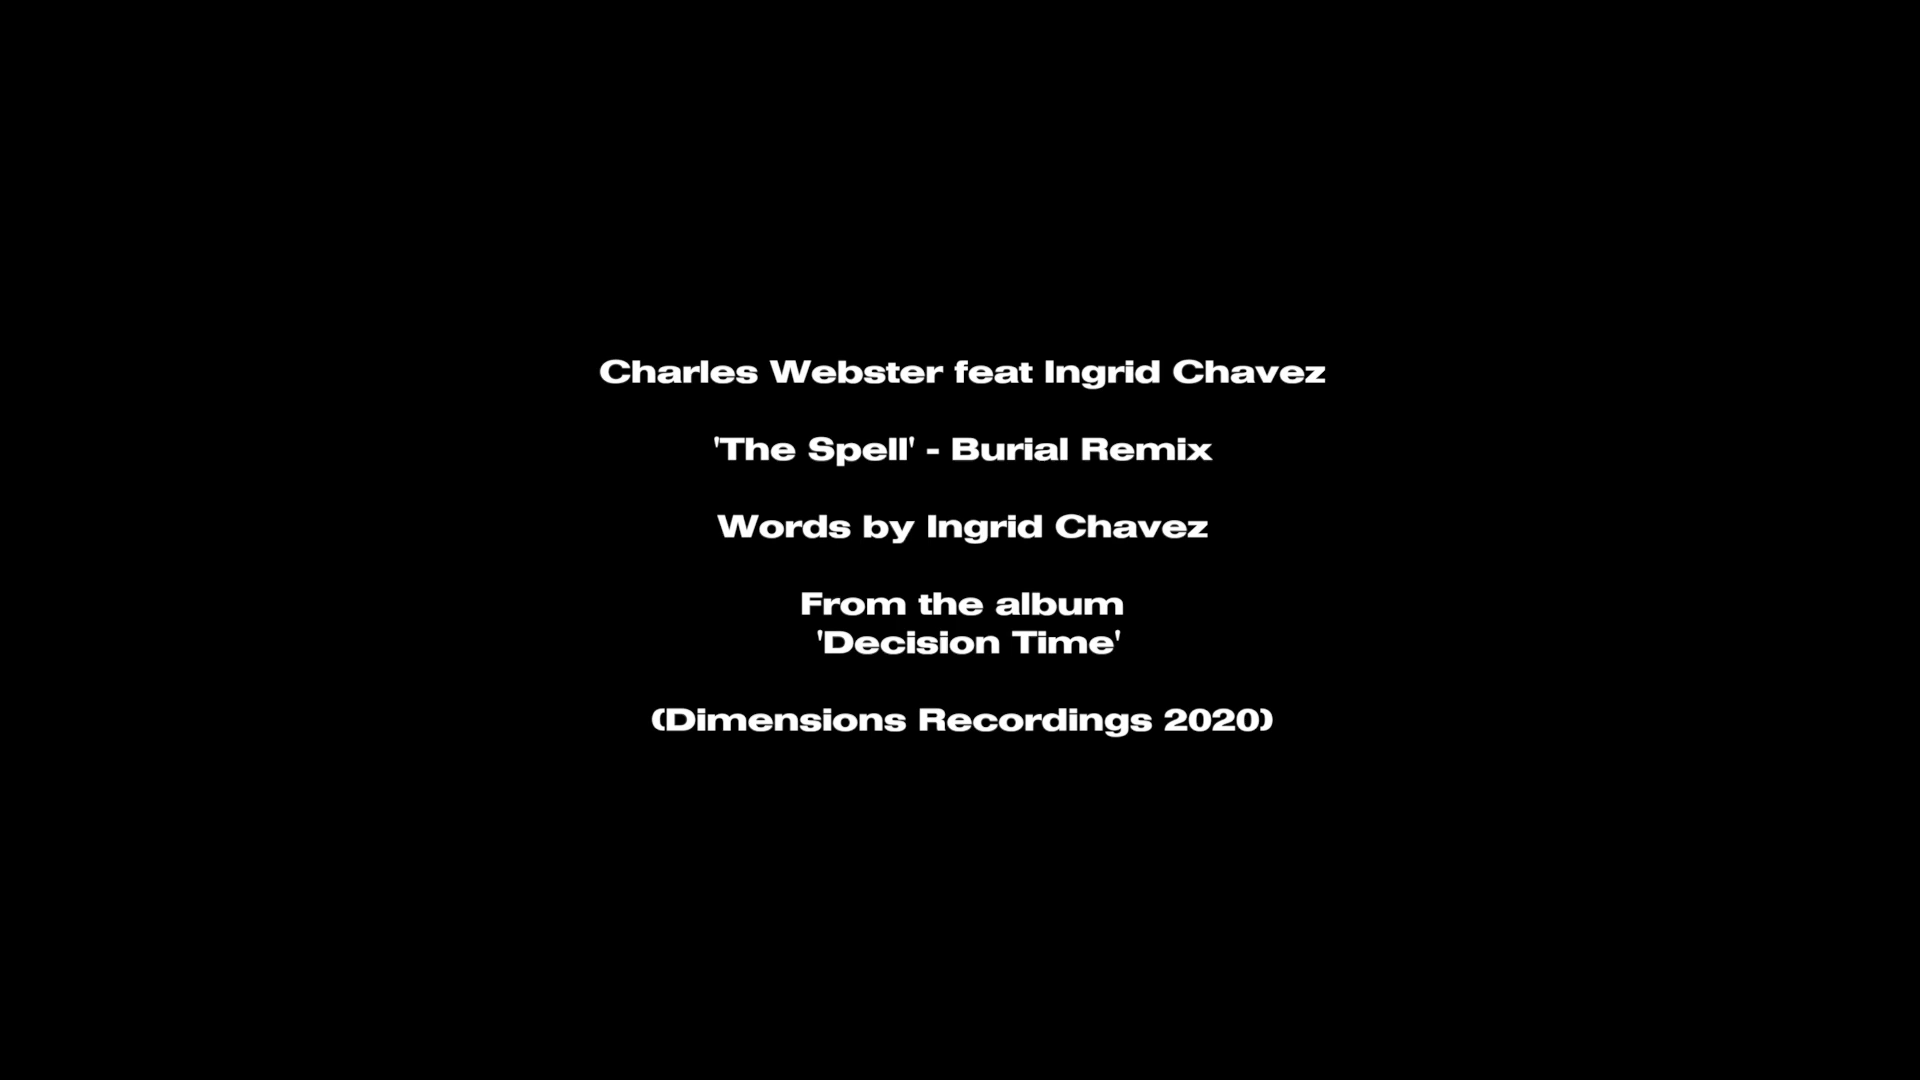 Charles Webster feat Ingrid Chavez
'The Spell' - Burial Remix
Words by Ingrid Chavez
From the album
'Decision Time'
(Dimensions Recordings 2020)